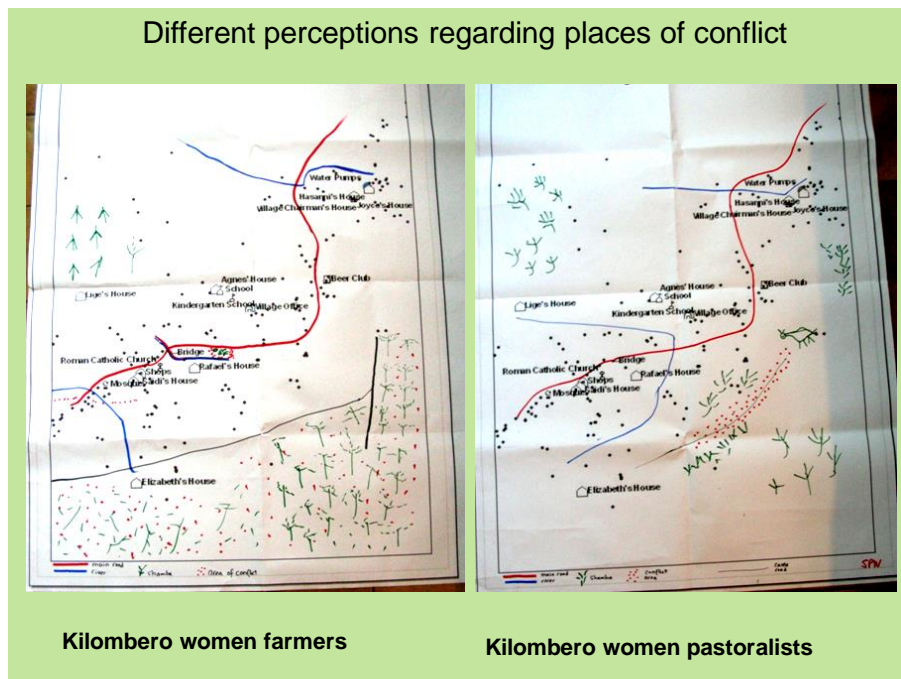 Different perceptions regarding places of conflict
Water Pumps
Hasanni's House
Village Chairman's House
Joyce's House
Beer Club
Agnes' House
School
Kindergarten School
Village Office
Lige's House
Bridge
Roman Catholic Church
Rafael's House
Shops
Mosque
Saidi's House
Elizabeth's House
main road
river
Shamba
Area of conflict
Water Pumps
Hasanni's House
Village Chairman's House
Joyce's House
Beer Club
Agnes' House
School
Kindergarten School
Village Office
Lige's House
Bridge
Roman Catholic Church
Rafael's House
Shops
Mosque
Saidi's House
Elizabeth's House
main road
river
Shamba
Conflict
area
road
SPN
Kilombero women farmers
Kilombero women pastoralists